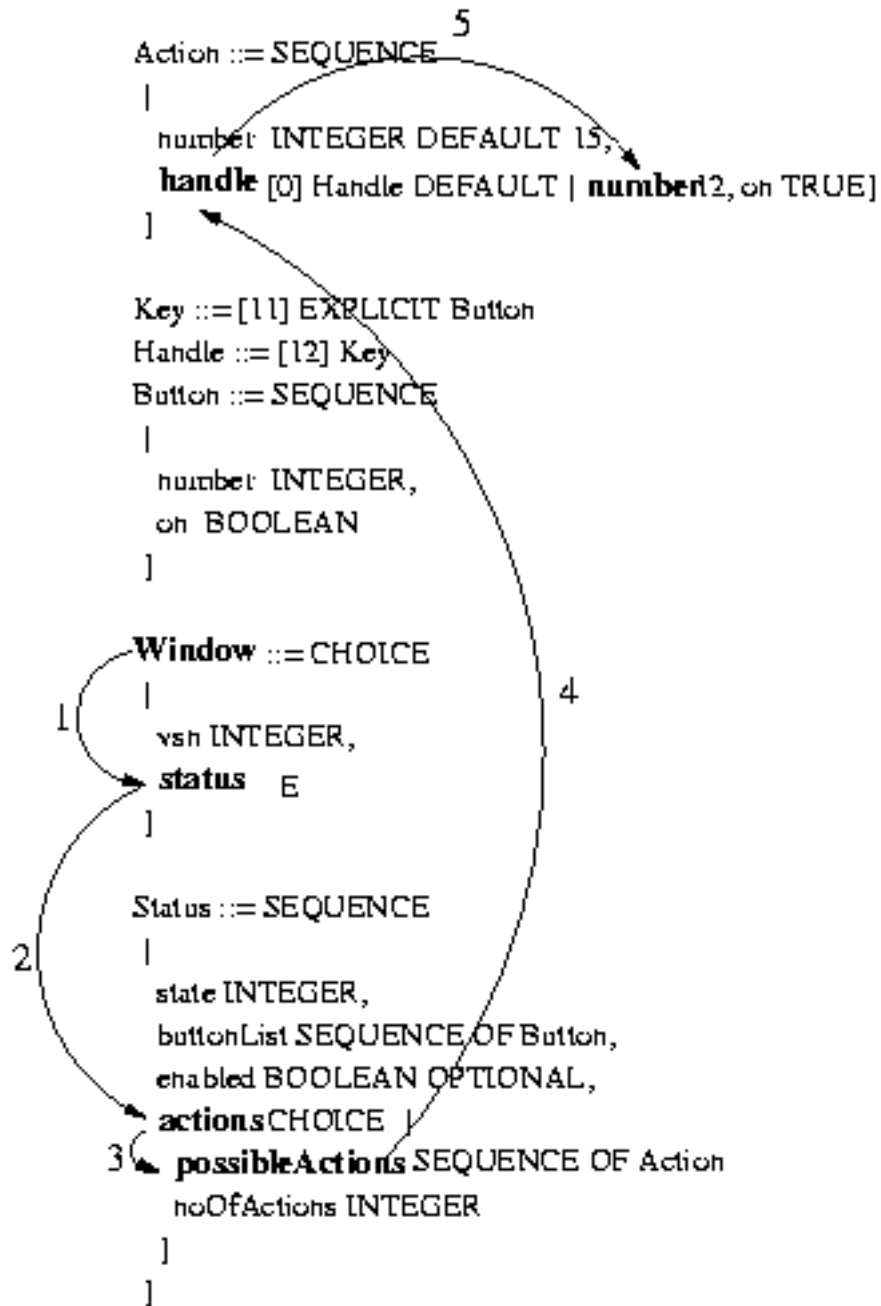 5
Action ::= SEQUENCE
|
number INTEGER DEFAULT 15,
handle [0] Handle DEFAULT | number12, on TRUE]
]
Key ::= [11] EXPLICIT Button
Handle ::= [12] Key
Button ::= SEQUENCE
|
number INTEGER,
on BOOLEAN
]
Window ::= CHOICE
4
|
1
vsn INTEGER,
status E
]
Status ::= SEQUENCE
2
|
state INTEGER,
buttonList SEQUENCE OF Button,
enabled BOOLEAN OPTIONAL,
actions CHOICE |
3
possibleActions SEQUENCE OF Action
noOfActions INTEGER
]
]